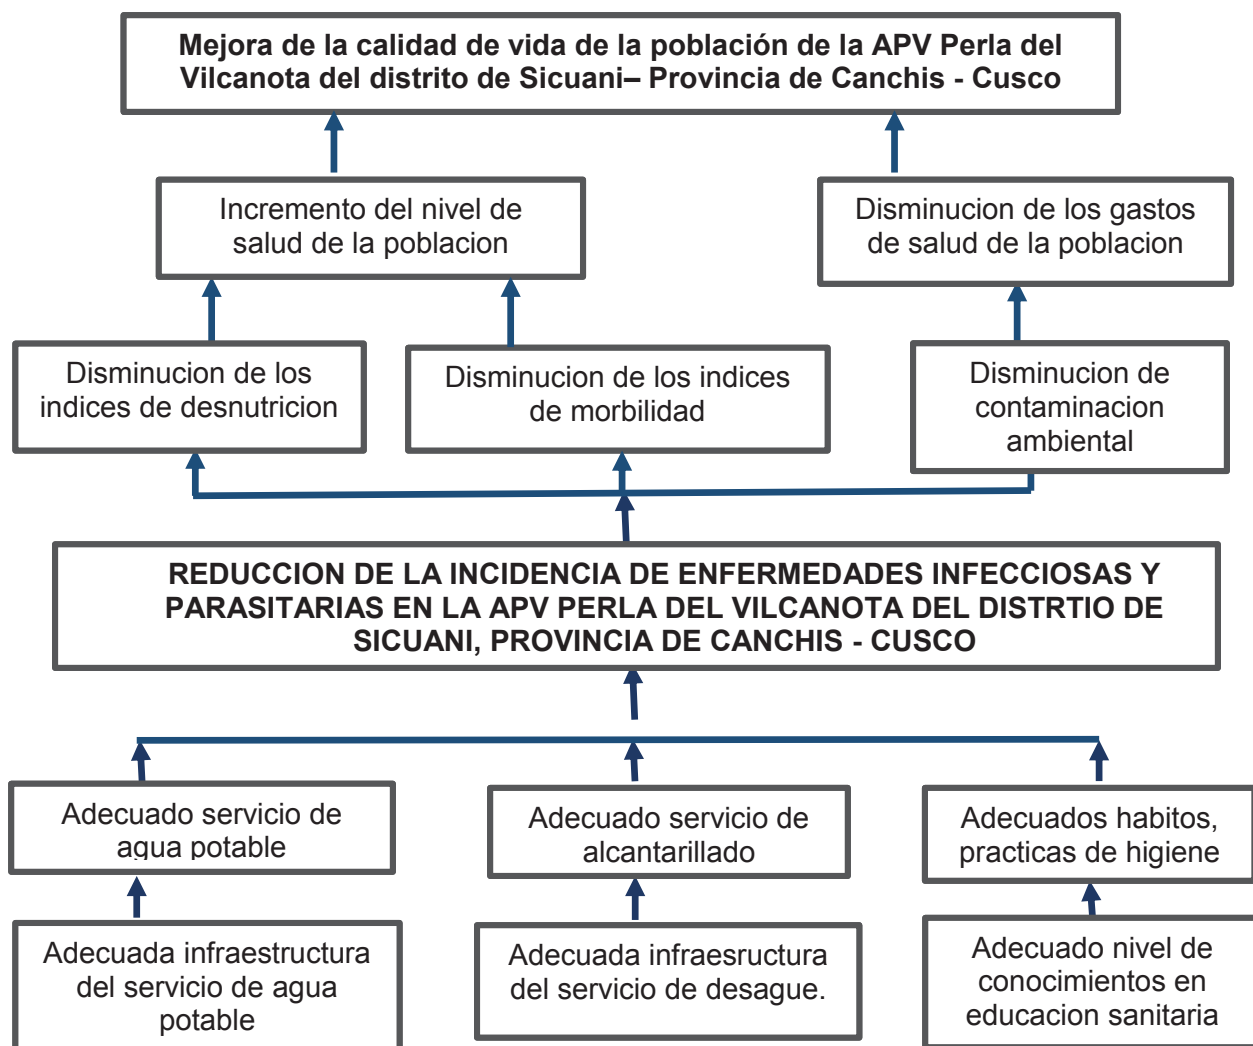 Mejora de la calidad de vida de la población de la APV Perla del
Vilcanota del distrito de Sicuani– Provincia de Canchis - Cusco
Incremento del nivel de
salud de la poblacion
Disminucion de los gastos
de salud de la poblacion
Disminucion de los
indices de desnutricion
Disminucion de los indices
de morbilidad
Disminucion de
contaminacion
ambiental
REDUCCION DE LA INCIDENCIA DE ENFERMEDADES INFECCIOSAS Y
PARASITARIAS EN LA APV PERLA DEL VILCANOTA DEL DISTRTIO DE
SICUANI, PROVINCIA DE CANCHIS - CUSCO
Adecuado servicio de
agua potable
Adecuado servicio de
alcantarillado
Adecuados habitos,
practicas de higiene
Adecuada infraestructura
del servicio de agua
potable
Adecuada infraesructura
del servicio de desague.
Adecuado nivel de
conocimientos en
educacion sanitaria